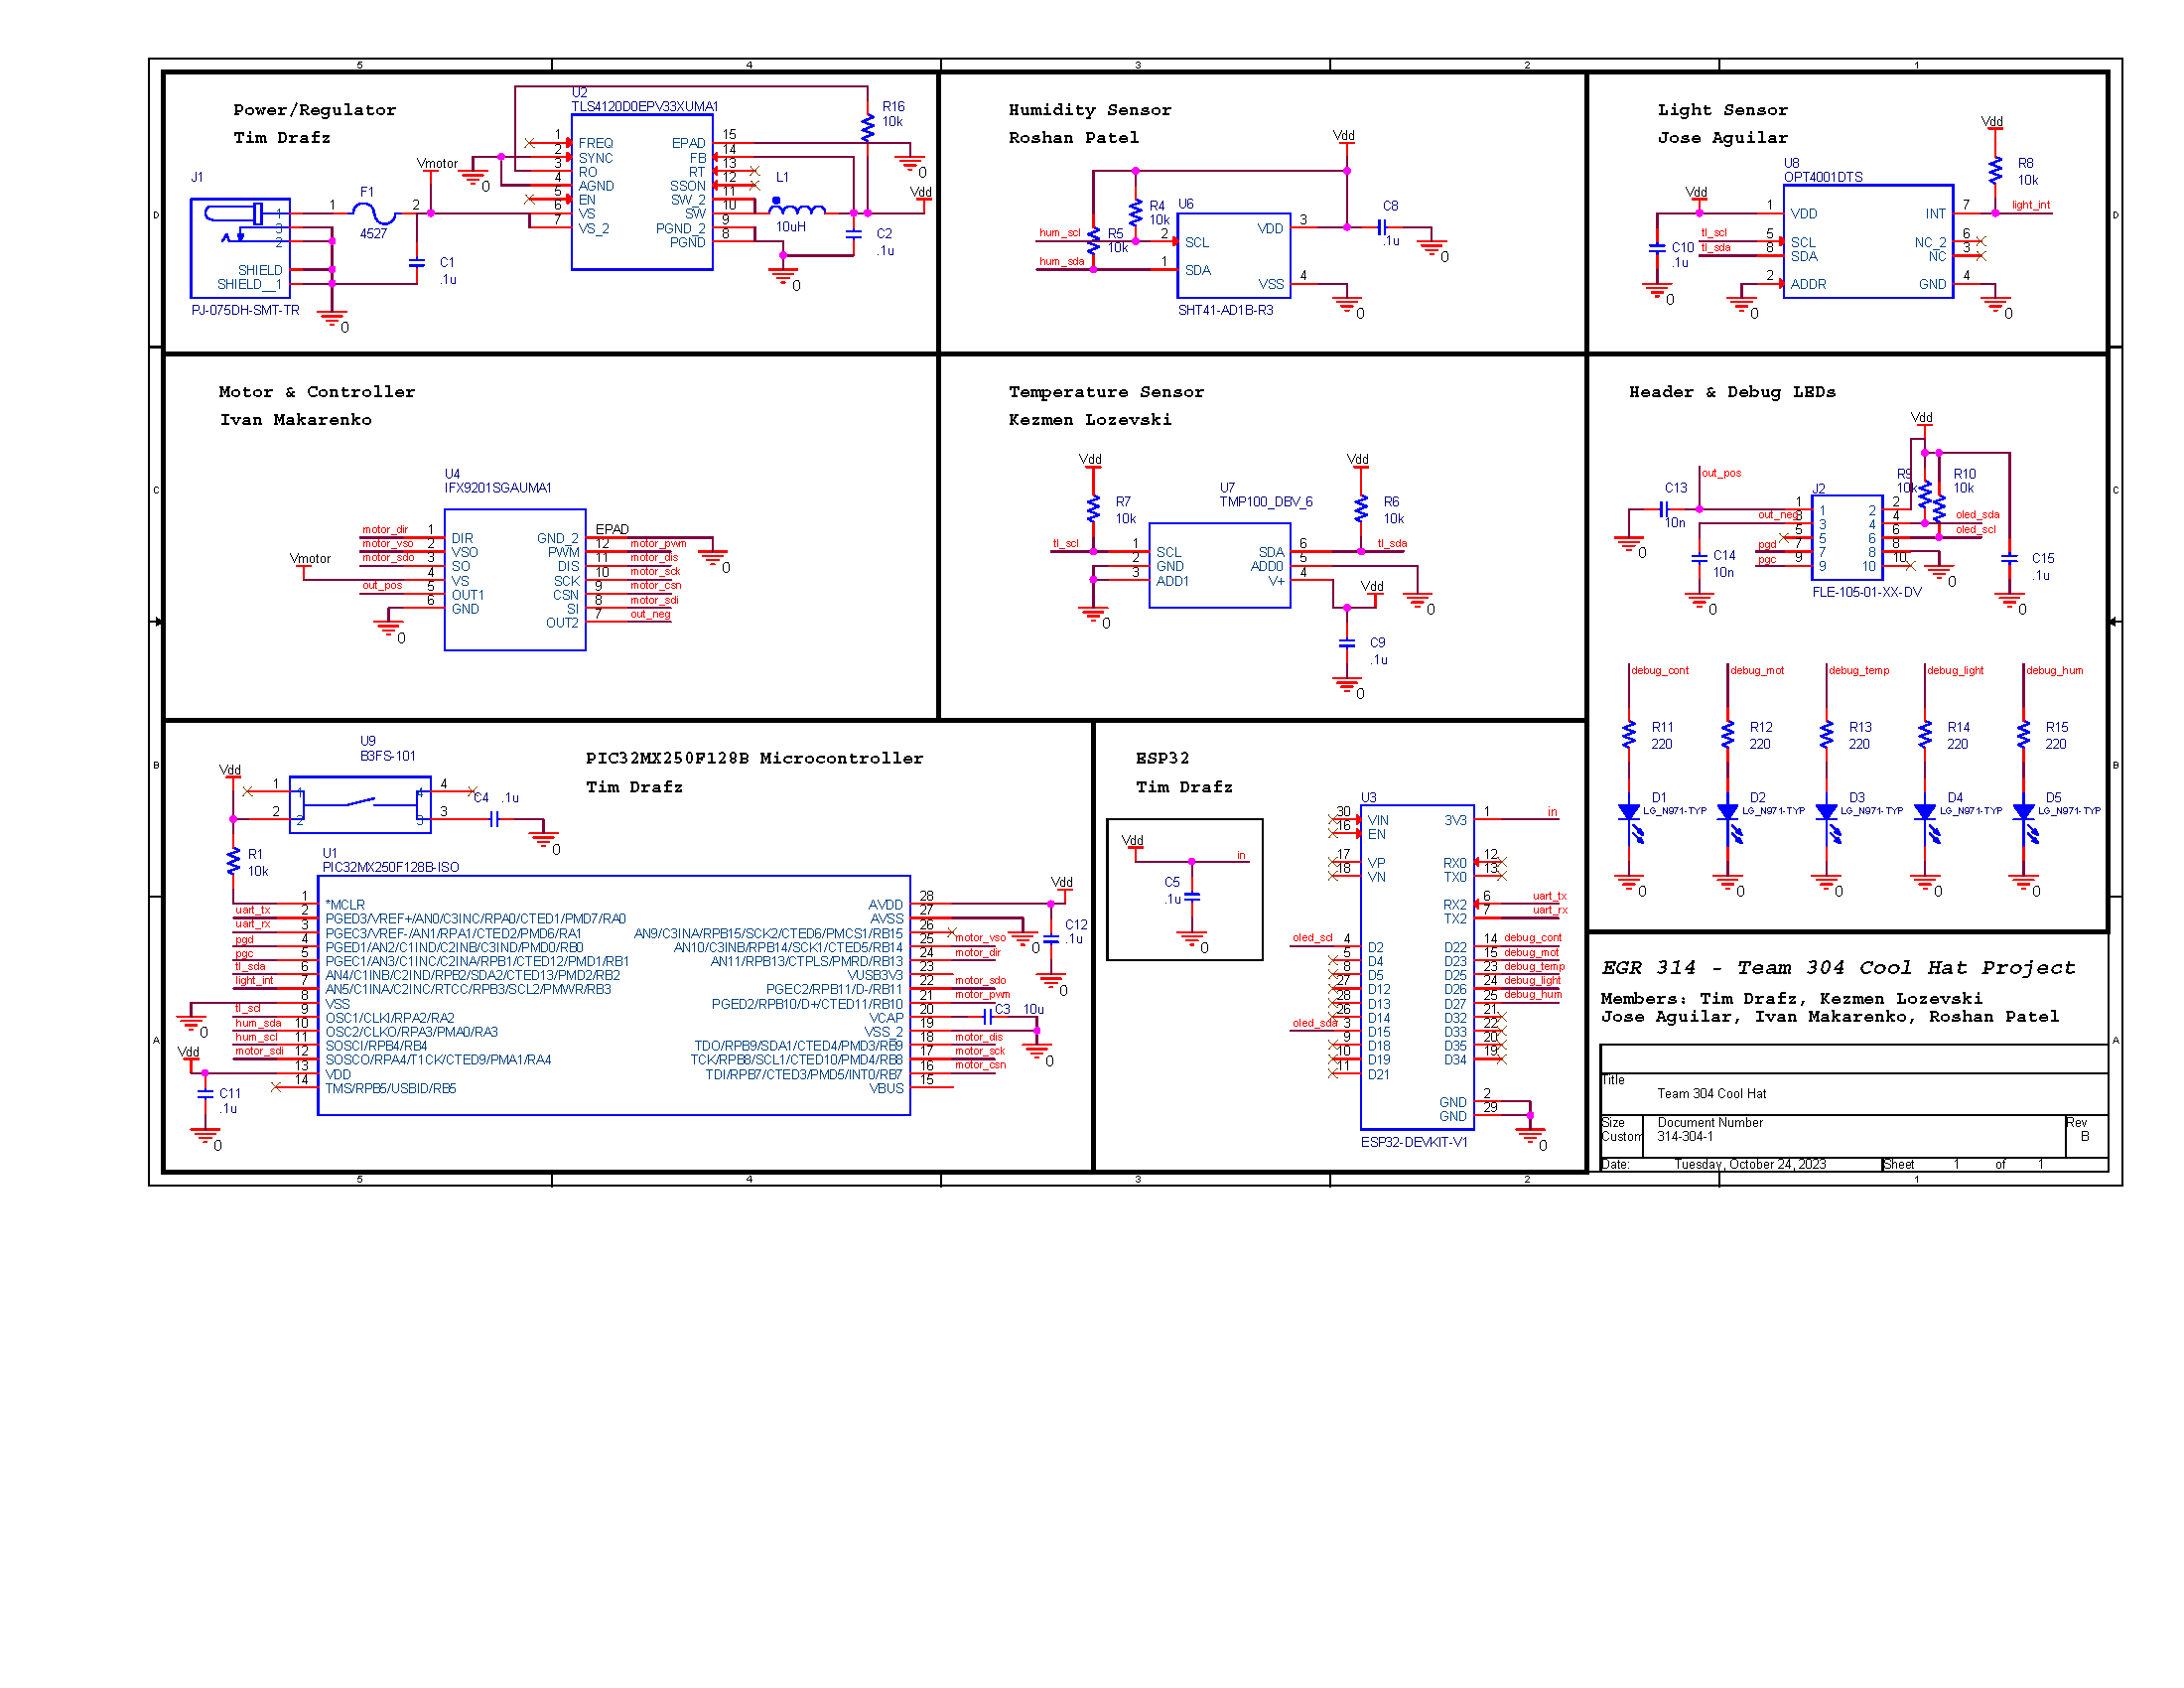 5 4 3 2 1
Power/Regulator
Tim Drafz
J1
PJ-075DH-SMT-TR
1
3
2
SHIELD
SHIELD__1
F1
4527
1 2
Vmotor
C1
.1u
0
U2
TLS4120D0EPV33XUMA1
1 FREQ
2 SYNC
3 RO
4 AGND
5 EN
6 VS
7 VS_2
EPAD 15
FB 14
RT 13
SSON 12
SW_2 11
SW 10
PGND_2 9
PGND 8
0
R16
10k
0
L1
10uH
Vdd
C2
.1u
0
Humidity Sensor
Roshan Patel
Vdd
R4
10k
R5
10k
hum_scl
hum_sda
U6
2 SCL
1 SDA
VDD 3
VSS 4
SHT41-AD1B-R3
C8
.1u
0
0
Light Sensor
Jose Aguilar
Vdd
R8
10k
U8
OPT4001DTS
Vdd
C10
.1u
0
tl_scl
tl_sda
1 VDD
5 SCL
8 SDA
2 ADDR
INT 7
NC_2 6
NC 3
GND 4
light_int
0
0
D D
Motor & Controller
Ivan Makarenko
U4
IFX9201SGAUMA1
motor_dir 1 DIR
motor_vso 2 VSO
motor_sdo 3 SO
Vmotor 4 VS
out_pos 5 OUT1
6 GND
0
GND_2 EPAD
PWM 12 motor_pwm
DIS 11 motor_dis
SCK 10 motor_sck
CSN 9 motor_csn
SI 8 motor_sdi
OUT2 7 out_neg
0
Temperature Sensor
Kezmen Lozevski
Vdd
R7
10k
tl_scl
U7
TMP100_DBV_6
1 SCL
2 GND
3 ADD1
SDA 6
ADD0 5
V+ 4
Vdd
R6
10k
tl_sda
0
0
Vdd
C9
.1u
0
Header & Debug LEDs
Vdd
out_pos
C13
10n
0
out_neg
C14
10n
0
pgd
pgc
J2
1 1
3 3
5 5
7 7
9 9
2 2
4 4
6 6
8 8
10 10
FLE-105-01-XX-DV
R9
10k
R10
10k
oled_sda
oled_scl
0
C15
.1u
0
C C
debug_cont debug_mot debug_temp debug_light debug_hum
R11 R12 R13 R14 R15
220 220 220 220 220
D1 D2 D3 D4 D5
LG_N971-TYP LG_N971-TYP LG_N971-TYP LG_N971-TYP LG_N971-TYP
0 0 0 0 0
B B
PIC32MX250F128B Microcontroller
Tim Drafz
U9
B3FS-101
Vdd
1 1
2 2
4 4
3 3
C4 .1u
0
R1
10k
U1
PIC32MX250F128B-ISO
1 *MCLR
uart_tx 2 PGED3/VREF+/AN0/C3INC/RPA0/CTED1/PMD7/RA0
uart_rx 3 PGEC3/VREF-/AN1/RPA1/CTED2/PMD6/RA1
pgd 4 PGED1/AN2/C1IND/C2INB/C3IND/PMD0/RB0
pgc 5 PGEC1/AN3/C1INC/C2INA/RPB1/CTED12/PMD1/RB1
tl_sda 6 AN4/C1INB/C2IND/RPB2/SDA2/CTED13/PMD2/RB2
light_int 7 AN5/C1INA/C2INC/RTCC/RPB3/SCL2/PMWR/RB3
8 VSS
0
tl_scl 9 OSC1/CLKI/RPA2/RA2
hum_sda 10 OSC2/CLKO/RPA3/PMA0/RA3
hum_scl 11 SOSCI/RPB4/RB4
motor_sdi 12 SOSCO/RPA4/T1CK/CTED9/PMA1/RA4
Vdd 13 VDD
14 TMS/RPB5/USBID/RB5
C11
.1u
0
AVDD 28
AVSS 27
AN9/C3INA/RPB15/SCK2/CTED6/PMCS1/RB15 26
AN10/C3INB/RPB14/SCK1/CTED5/RB14 25 motor_vso
AN11/RPB13/CTPLS/PMRD/RB13 24 motor_dir
VUSB3V3 23
PGEC2/RPB11/D-/RB11 22 motor_sdo
PGED2/RPB10/D+/CTED11/RB10 21 motor_pwm
VCAP 20 C3 10u
VSS_2 19
TDO/RPB9/SDA1/CTED4/PMD3/RB9 18 motor_dis
TCK/RPB8/SCL1/CTED10/PMD4/RB8 17 motor_sck
TDI/RPB7/CTED3/PMD5/INT0/RB7 16 motor_csn
VBUS 15
Vdd
C12
.1u
0
0
0
ESP32
Tim Drafz
Vdd in
C5
.1u
0
U3
30 VIN
16 EN
17 VP
18 VN
oled_scl 4 D2
5 D4
8 D5
27 D12
28 D13
26 D14
oled_sda 3 D15
9 D18
10 D19
11 D21
3V3 1 in
RX0 12
TX0 13
RX2 6 uart_tx
TX2 7 uart_rx
D22 14 debug_cont
D23 15 debug_mot
D25 23 debug_temp
D26 24 debug_light
D27 25 debug_hum
D32 21
D33 22
D35 20
D34 19
GND 2
GND 29
0
ESP32-DEVKIT-V1
A A
EGR 314 - Team 304 Cool Hat Project
Members: Tim Drafz, Kezmen Lozevski
Jose Aguilar, Ivan Makarenko, Roshan Patel
Title
Team 304 Cool Hat
Size Document Number Rev
Custom 314-304-1 B
Date: Tuesday, October 24, 2023 Sheet 1 of 1
5 4 3 2 1